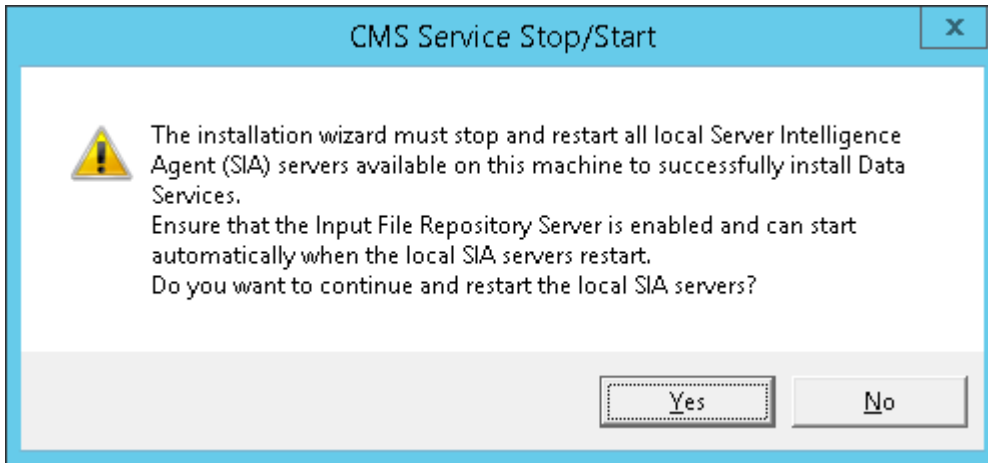 CMS Service Stop/Start
x
The installation wizard must stop and restart all local Server Intelligence
Agent (SIA) servers available on this machine to successfully install Data
Services.
Ensure that the Input File Repository Server is enabled and can start
automatically when the local SIA servers restart.
Do you want to continue and restart the local SIA servers?
Yes
No